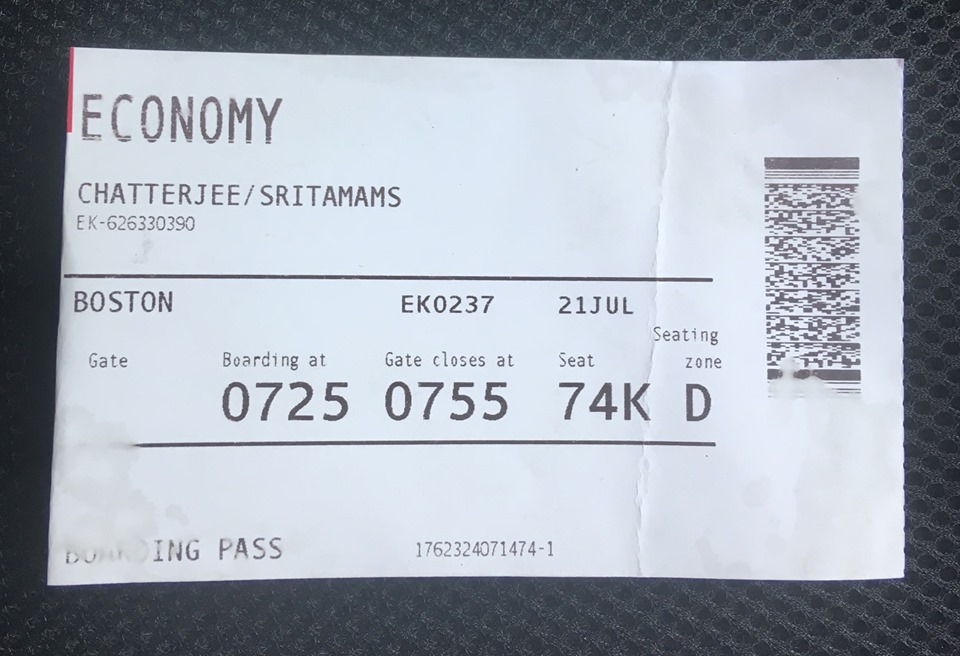 ECONOMY
CHATTERJEE/SRITAMAMS
EK-626330390
BOSTON EK0237 21JUL
Seating
Gate Boarding at Gate closes at Seat zone
0725 0755 74K D
BOARDING PASS 1762324071474-1